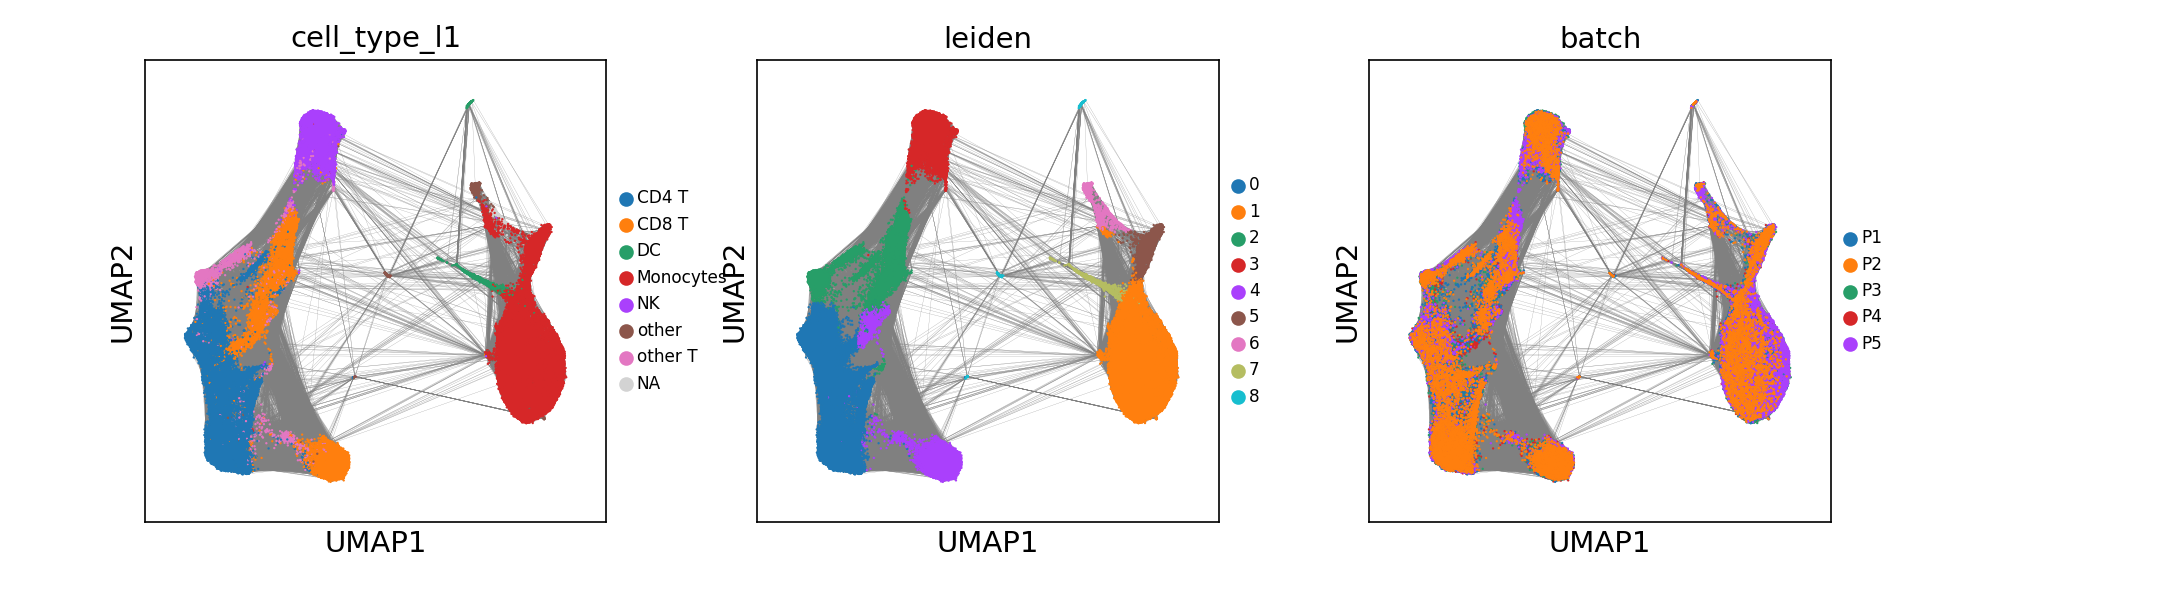 cell_type_l1
UMAP2
UMAP1
CD4 T
CD8 T
DC
Monocytes
NK
other
other T
NA
leiden
UMAP2
UMAP1
0
1
2
3
4
5
6
7
8
batch
UMAP2
UMAP1
P1
P2
P3
P4
P5